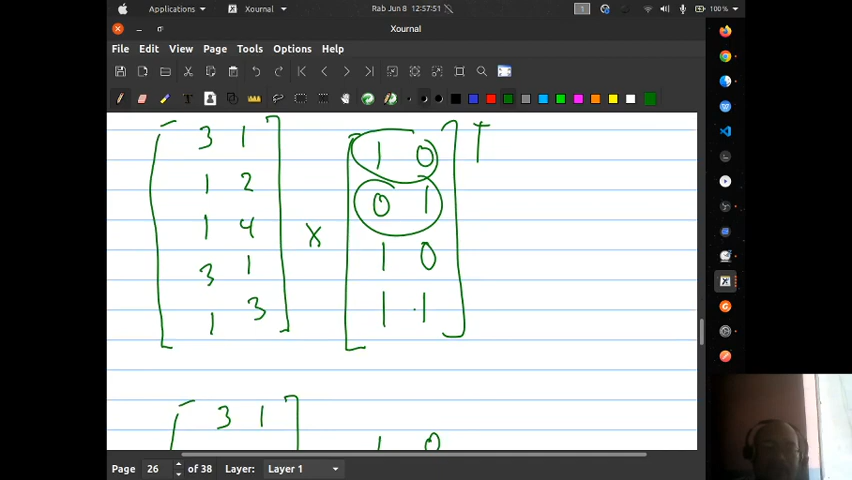 Applications Xournal Rab Jun 8 12:57:51 1 100%
Xournal
File Edit View Page Tools Options Help
3 1 1 0 T
1 2 0 1
1 4 x 1 0
3 1 1 1
1 3
3 1
1 0
Page 26 of 38 Layer: Layer 1